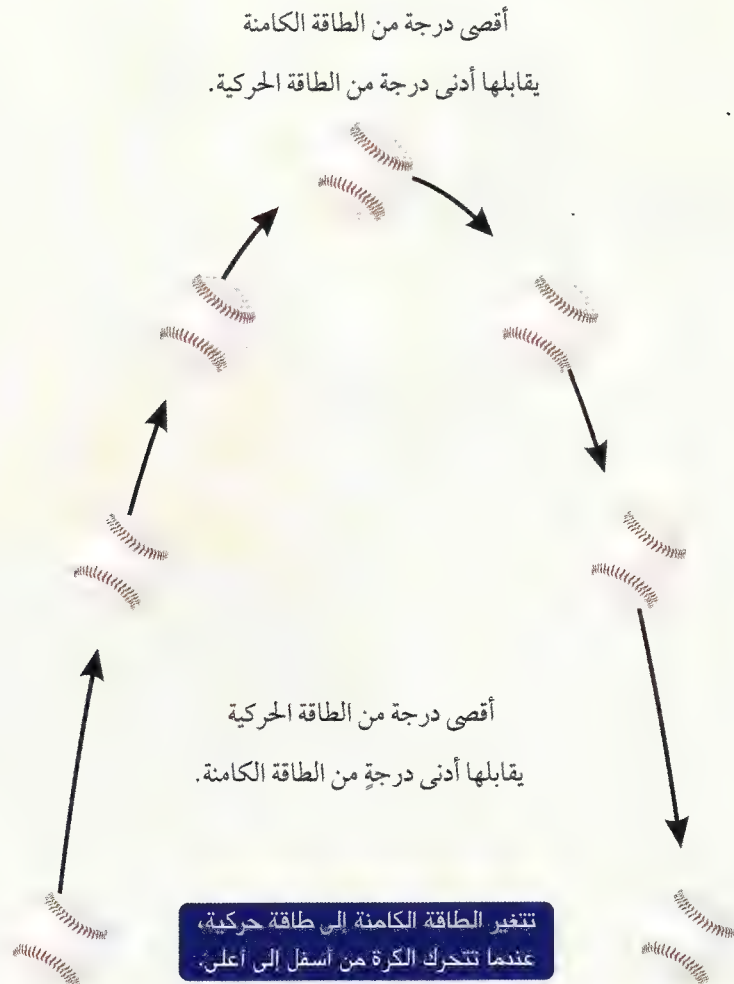 أقصى درجة من الطاقة الكامنة
يقابلها أدنى درجة من الطاقة الحركية.
أقصى درجة من الطاقة الحركية
يقابلها أدنى درجةٍ من الطاقة الكامنة.
تتغير الطاقة الكامنة إلى طاقة حركية،
عندما تتحرك الكرة من أسفل إلى أعلى.